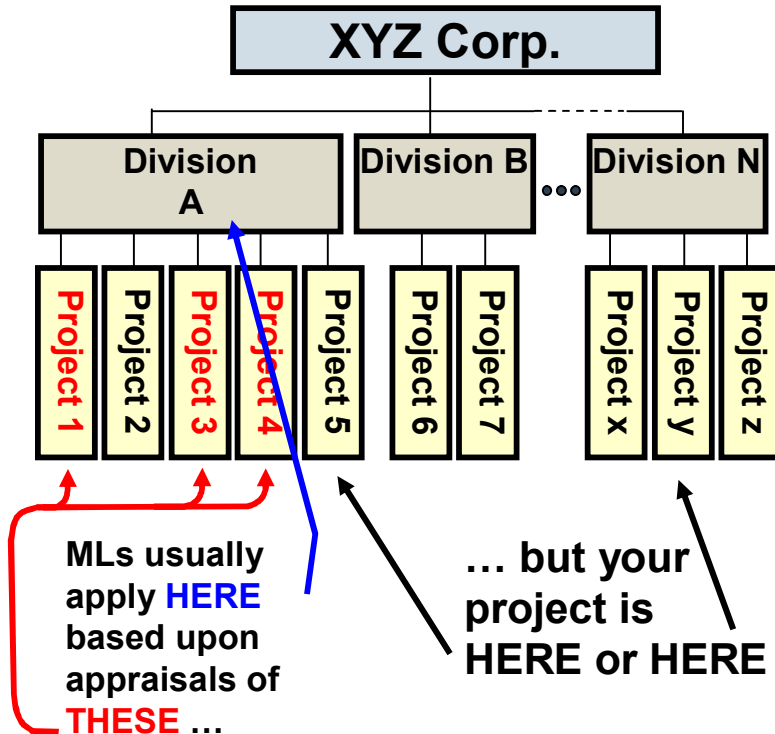 XYZ Corp.
Division
A
Division B
Division N
Project 1
Project 2
Project 3
Project 4
Project 5
Project 6
Project 7
Project x
Project y
Project z
MLs usually
apply HERE
based upon
appraisals of
THESE ...
... but your
project is
HERE or HERE